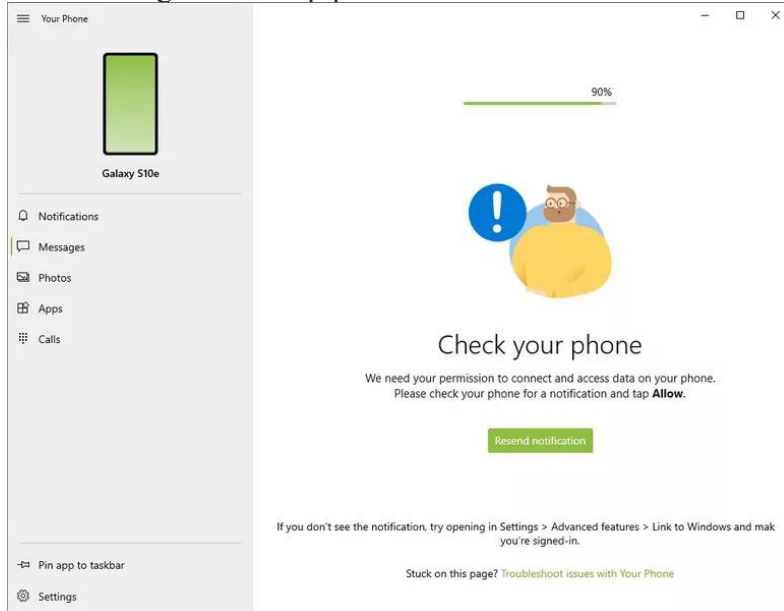 Your Phone
Galaxy S10e
Notifications
Messages
Photos
Apps
Calls
Pin app to taskbar
Settings
90%
Check your phone
We need your permission to connect and access data on your phone.
Please check your phone for a notification and tap Allow.
Resend notification
If you don't see the notification, try opening in Settings > Advanced features > Link to Windows and mak
you're signed-in.
Stuck on this page? Troubleshoot issues with Your Phone